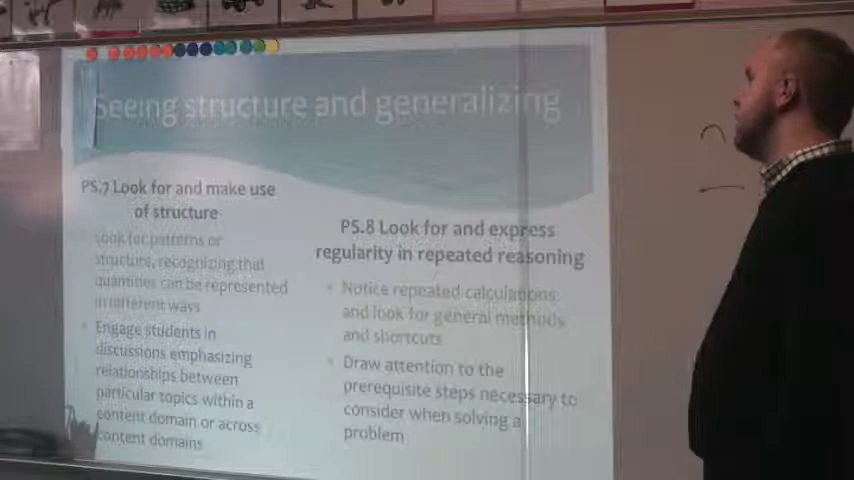 Seeing structure and generalizing
PS.7 Look for and make use
of structure
Look for patterns or
structure, recognizing that
quantities can be represented
in different ways
Engage students in
discussions emphasizing
relationships between
particular topics within a
content domain or across
content domains
PS.8 Look for and express
regularity in repeated reasoning
Notice repeated calculations
and look for general methods
and shortcuts
Draw attention to the
prerequisite steps necessary to
consider when solving a
problem